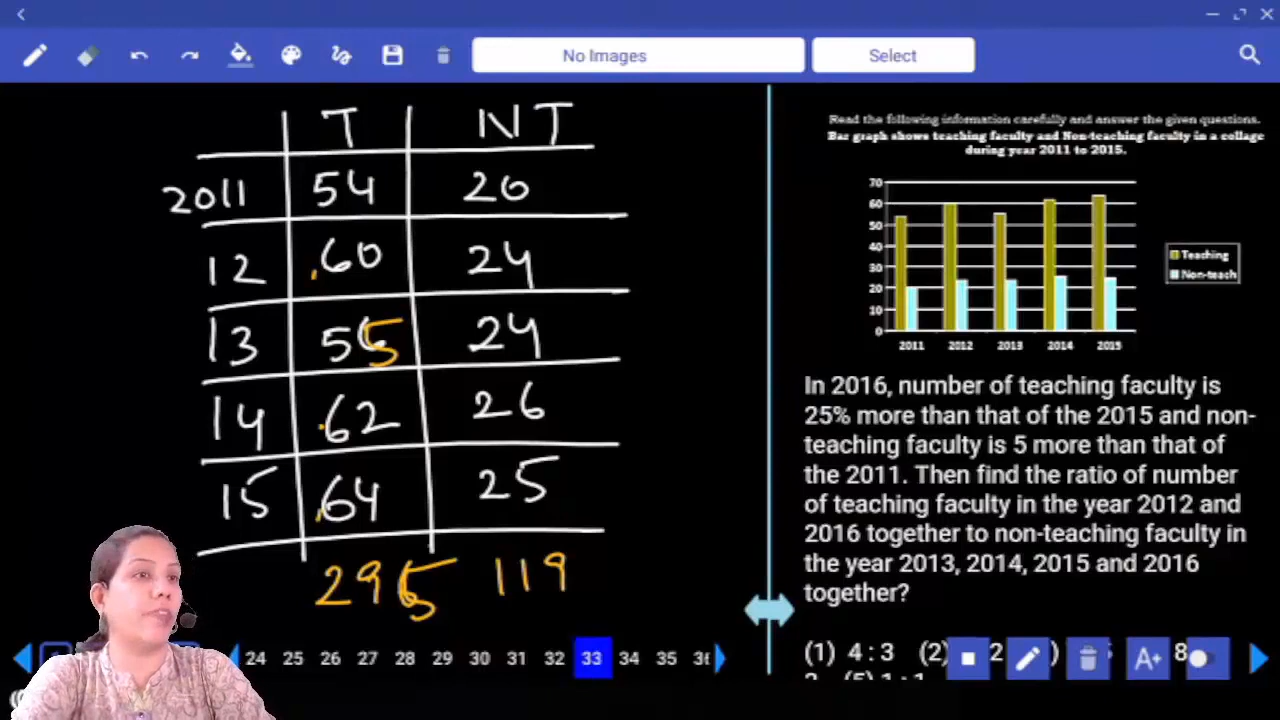 No Images
Select
T NT
2011 54 20
12 60 24
13 55 24
14 62 26
15 64 25
295 119
Read the following information carefully and answer the given questions.
Bar graph shows teaching faculty and Non-teaching faculty in a collage
during year 2011 to 2015.
70
60
50
40
30
20
10
0
2011 2012 2013 2014 2015
Teaching
Non-teach
In 2016, number of teaching faculty is
25% more than that of the 2015 and non-
teaching faculty is 5 more than that of
the 2011. Then find the ratio of number
of teaching faculty in the year 2012 and
2016 together to non-teaching faculty in
the year 2013, 2014, 2015 and 2016
together?
(1) 4 : 3 (2) 2 ) 8
24 25 26 27 28 29 30 31 32 33 34 35
A+